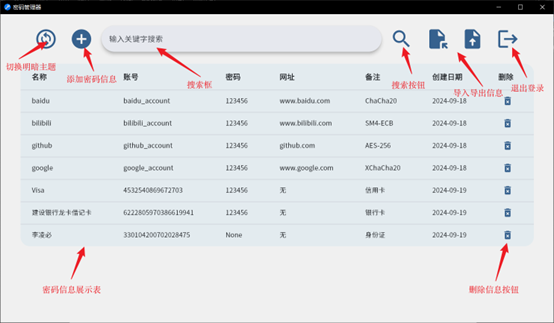 密码管理器
输入关键字搜索
切换明暗主题
添加密码信息
搜索框
搜索按钮
导入导出信息
退出登录
名称 账号 密码 网址 备注 创建日期 删除
baidu baidu_account 123456 www.baidu.com ChaCha20 2024-09-18
bilibili bilibili_account 123456 www.bilibili.com SM4-ECB 2024-09-18
github github_account 123456 github.com AES-256 2024-09-18
google google_account 123456 www.google.com XChaCha20 2024-09-18
Visa 4532540869672703 123456 无 信用卡 2024-09-19
建设银行龙卡借记卡 6222805970386619941 123456 无 银行卡 2024-09-19
李凌必 330104200702028475 None 无 身份证 2024-09-19
密码信息展示表
删除信息按钮